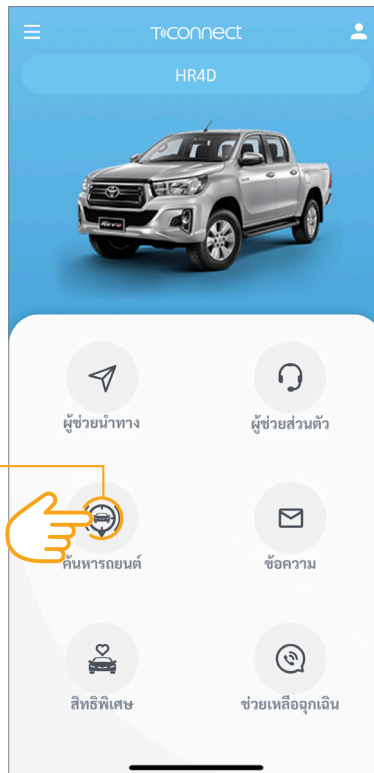 T-CONNECT
HR4D
REVO
ผู้ช่วยนำทาง
ผู้ช่วยส่วนตัว
ค้นหารถยนต์
ข้อความ
สิทธิพิเศษ
ช่วยเหลือฉุกเฉิน